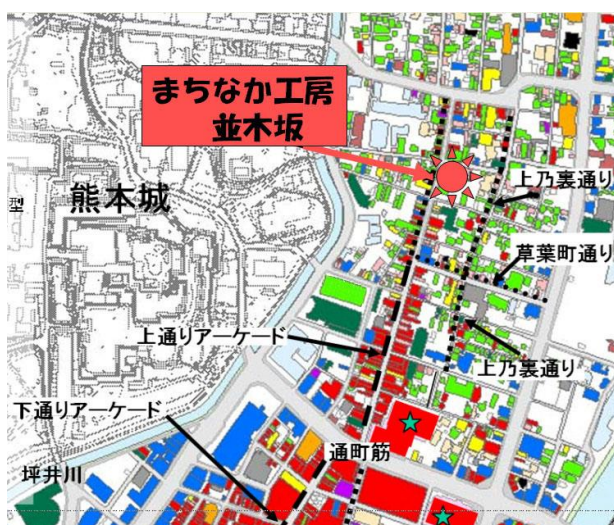 まちなか工房
並木坂
型
熊本城
上乃裏通り
草葉町通り
上通りアーケード
上乃裏通り
下通りアーケード
通町筋
坪井川